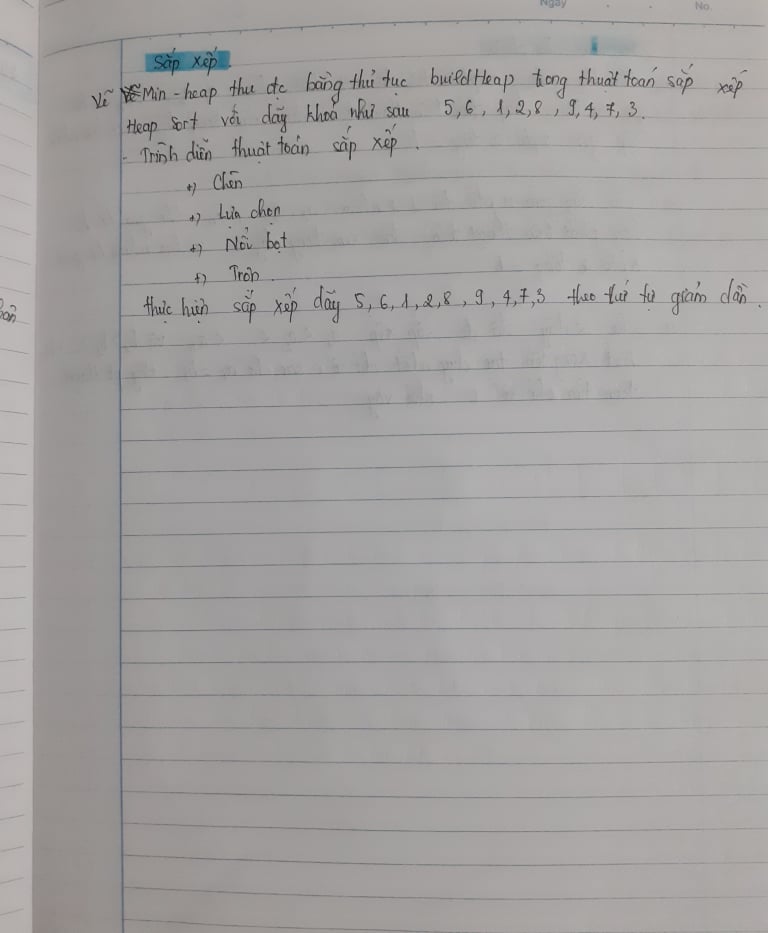 Ngày
No.
Sắp xếp.
Vẽ Min-heap thu đc bằng thủ tục buildHeap trong thuật toán sắp xếp
Heap sort với dãy khoá như sau 5, 6, 1, 2, 8, 9, 4, 7, 3.
- Trình diễn thuật toán sắp xếp.
+) Chèn
+) Lựa chọn
+) Nổi bọt
+) Trộn
thực hiện sắp xếp dãy 5, 6, 1, 2, 8, 9, 4, 7, 3 theo thứ tự giảm dần.